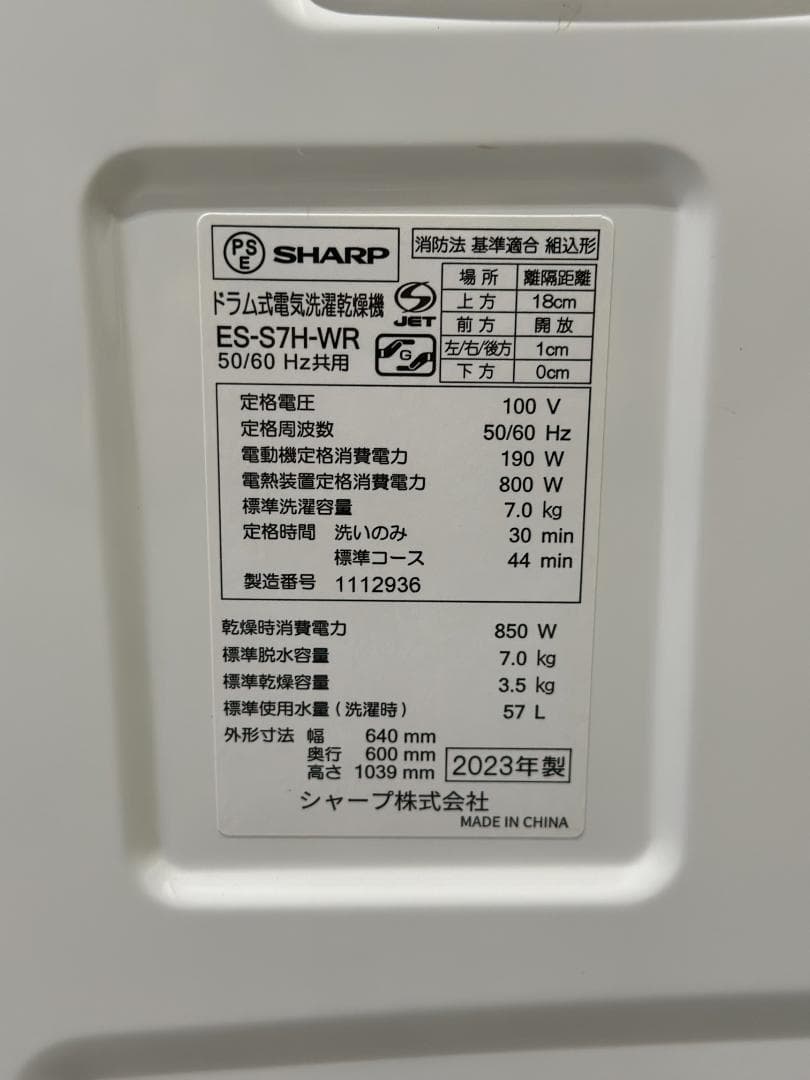 PSE SHARP
消防法 基準適合 組込形
場所 離隔距離
上方 18cm
前方 開放
左/右/後方 1cm
下方 0cm
ドラム式電気洗濯乾燥機
JET
ES-S7H-WR
G
50/60 Hz共用
定格電圧 100 V
定格周波数 50/60 Hz
電動機定格消費電力 190 W
電熱装置定格消費電力 800 W
標準洗濯容量 7.0 kg
定格時間 洗いのみ 30 min
標準コース 44 min
製造番号 1112936
乾燥時消費電力 850 W
標準脱水容量 7.0 kg
標準乾燥容量 3.5 kg
標準使用水量(洗濯時) 57 L
外形寸法 幅 640 mm
奥行 600 mm
高さ 1039 mm
2023年製
シャープ株式会社
MADE IN CHINA